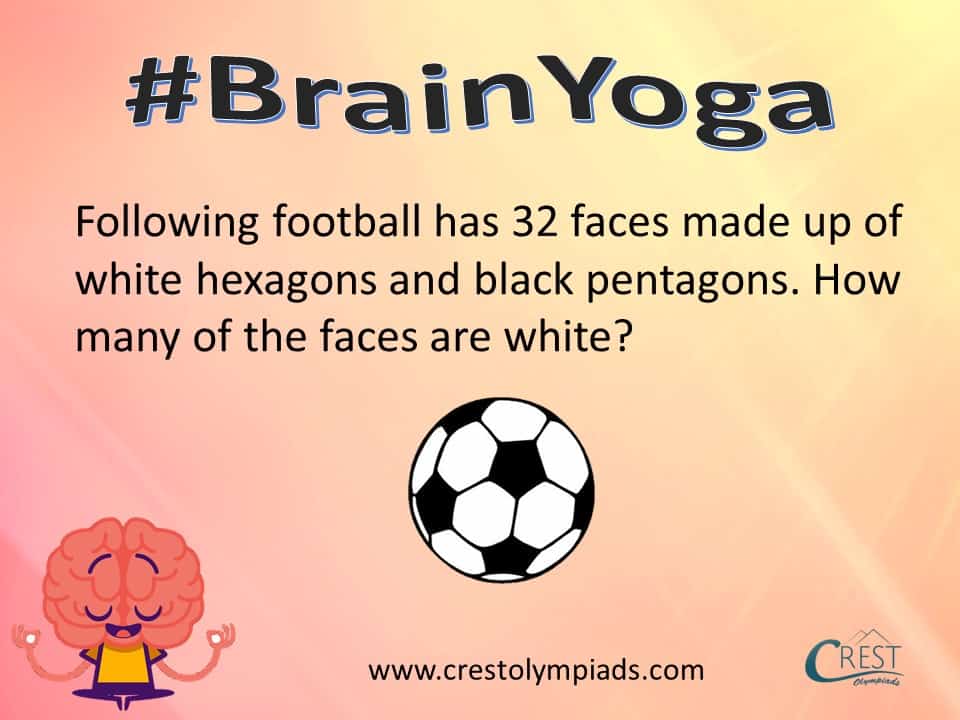 #BrainYoga
Following football has 32 faces made up of
white hexagons and black pentagons. How
many of the faces are white?
www.crestolympiads.com
CREST
Olympiads